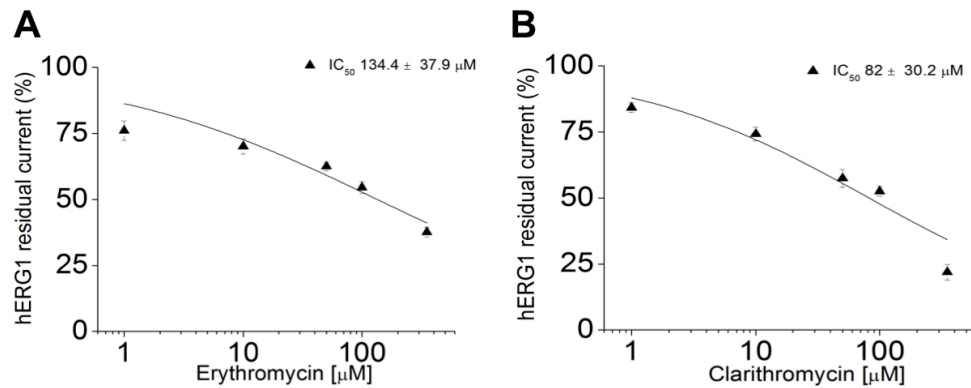 A
hERG1 residual current (%)
100
75
50
25
0
▲ IC50 134.4 ± 37.9 µM
1
10
100
Erythromycin [µM]
B
hERG1 residual current (%)
100
75
50
25
0
▲ IC50 82 ± 30.2 µM
1
10
100
Clarithromycin [µM]